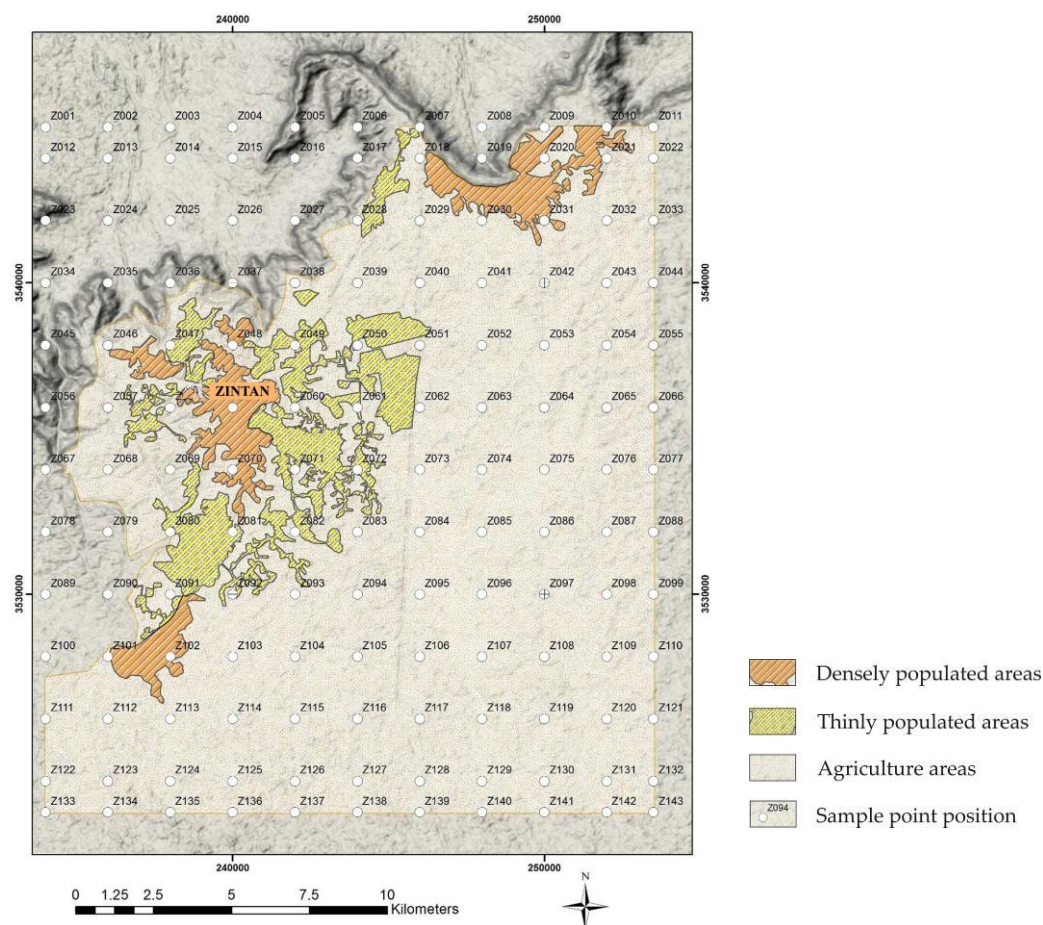 240000 250000
Z001 Z002 Z003 Z004 Z005 Z006 Z007 Z008 Z009 Z010 Z011
Z012 Z013 Z014 Z015 Z016 Z017 Z018 Z019 Z020 Z021 Z022
Z023 Z024 Z025 Z026 Z027 Z028 Z029 Z030 Z031 Z032 Z033
3540000 Z034 Z035 Z036 Z037 Z038 Z039 Z040 Z041 Z042 Z043 Z044 3540000
Z045 Z046 Z047 Z048 Z049 Z050 Z051 Z052 Z053 Z054 Z055
ZINTAN
Z056 Z057 Z060 Z061 Z062 Z063 Z064 Z065 Z066
Z067 Z068 Z069 Z070 Z071 Z072 Z073 Z074 Z075 Z076 Z077
Z078 Z079 Z080 Z081 Z082 Z083 Z084 Z085 Z086 Z087 Z088
3530000 Z089 Z090 Z091 Z092 Z093 Z094 Z095 Z096 Z097 Z098 Z099 3530000
Z100 Z101 Z102 Z103 Z104 Z105 Z106 Z107 Z108 Z109 Z110
Z111 Z112 Z113 Z114 Z115 Z116 Z117 Z118 Z119 Z120 Z121
Z122 Z123 Z124 Z125 Z126 Z127 Z128 Z129 Z130 Z131 Z132
Z133 Z134 Z135 Z136 Z137 Z138 Z139 Z140 Z141 Z142 Z143
240000 250000
0 1.25 2.5 5 7.5 10
Kilometers
N
Densely populated areas
Thinly populated areas
Agriculture areas
Z094
Sample point position